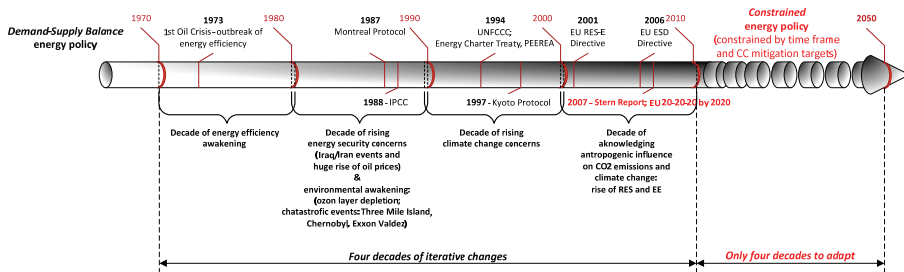 Demand-Supply Balance
energy policy
1970
1973
1st Oil Crisis–outbreak of
energy efficiency
1980
1987
Montreal Protocol
1990
1994
UNFCCC;
Energy Charter Treaty, PEEREA
2000
2001
EU RES-E
Directive
2006
EU ESD
Directive
2010
Constrained
energy policy
(constrained by time frame
and CC mitigation targets)
2050
1988 - IPCC
1997 - Kyoto Protocol
2007 - Stern Report; EU 20-20-20 by 2020
Decade of energy efficiency
awakening
Decade of rising
energy security concerns
(Iraq/Iran events and
huge rise of oil prices)
&
environmental awakening:
(ozon layer depletion;
chatastrofic events: Three Mile Island,
Chernobyl, Exxon Valdez)
Decade of rising
climate change concerns
Decade of
aknowledging
antropogenic influence
on CO2 emissions and
climate change:
rise of RES and EE
Four decades of iterative changes
Only four decades to adapt